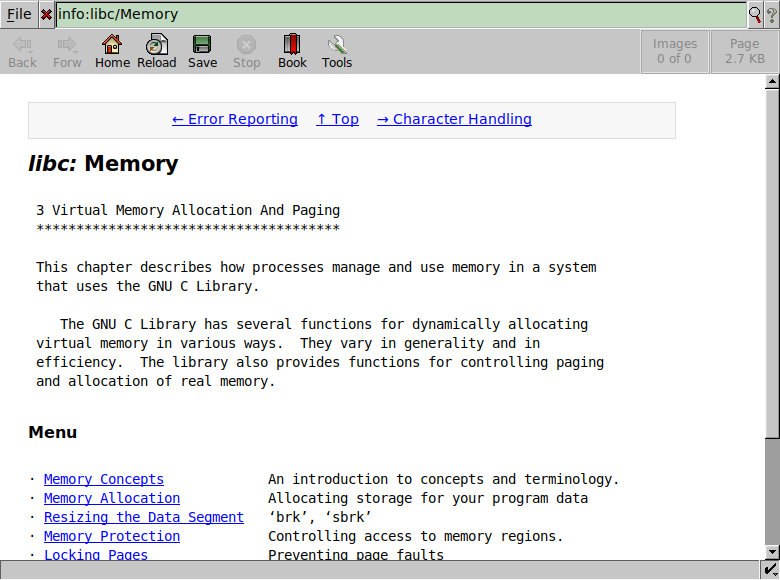 File info:libc/Memory ?
Back Forw Home Reload Save Stop Book Tools Images Page
0 of 0 2.7 KB
← Error Reporting ↑ Top → Character Handling
libc: Memory
3 Virtual Memory Allocation And Paging
**************************************
This chapter describes how processes manage and use memory in a system
that uses the GNU C Library.
The GNU C Library has several functions for dynamically allocating
virtual memory in various ways.  They vary in generality and in
efficiency.  The library also provides functions for controlling paging
and allocation of real memory.
Menu
· Memory Concepts An introduction to concepts and terminology.
· Memory Allocation Allocating storage for your program data
· Resizing the Data Segment ‘brk’, ‘sbrk’
· Memory Protection Controlling access to memory regions.
· Locking Pages Preventing page faults